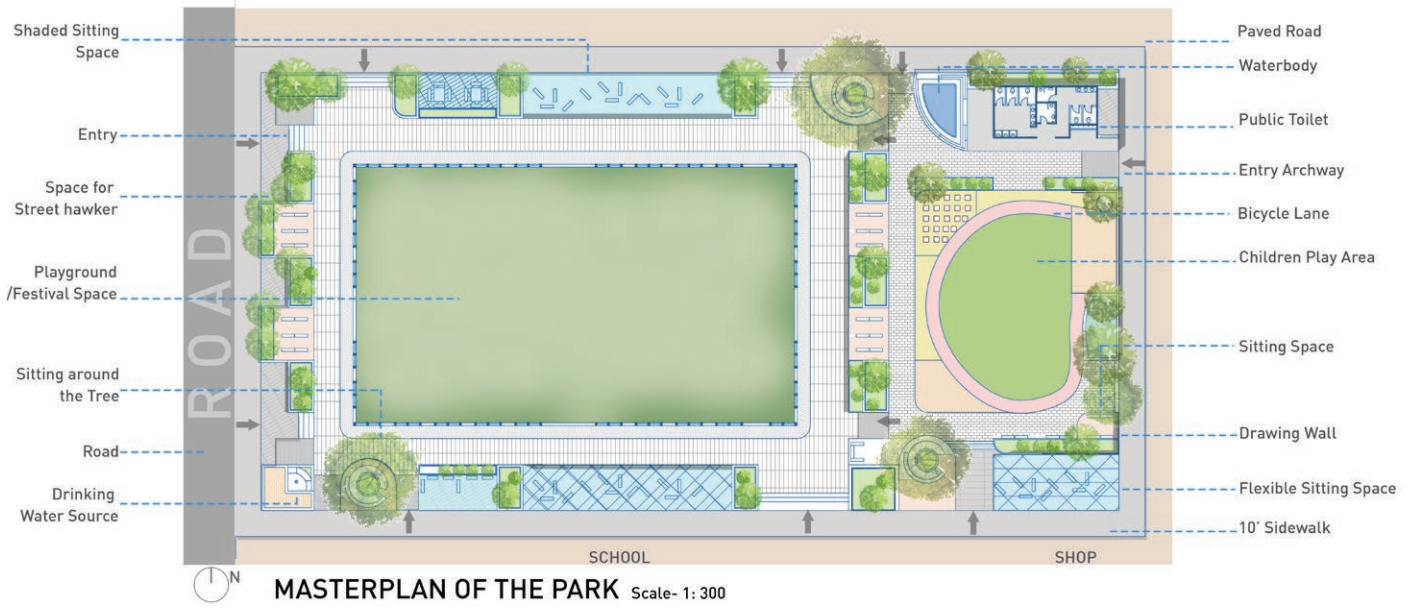 Shaded Sitting
Space
Entry
Space for
Street hawker
Playground
/Festival Space
Sitting around
the Tree
Road
Drinking
Water Source
ROAD
Paved Road
Waterbody
Public Toilet
Entry Archway
Bicycle Lane
Children Play Area
Sitting Space
Drawing Wall
Flexible Sitting Space
10' Sidewalk
SCHOOL
SHOP
N
MASTERPLAN OF THE PARK Scale- 1: 300